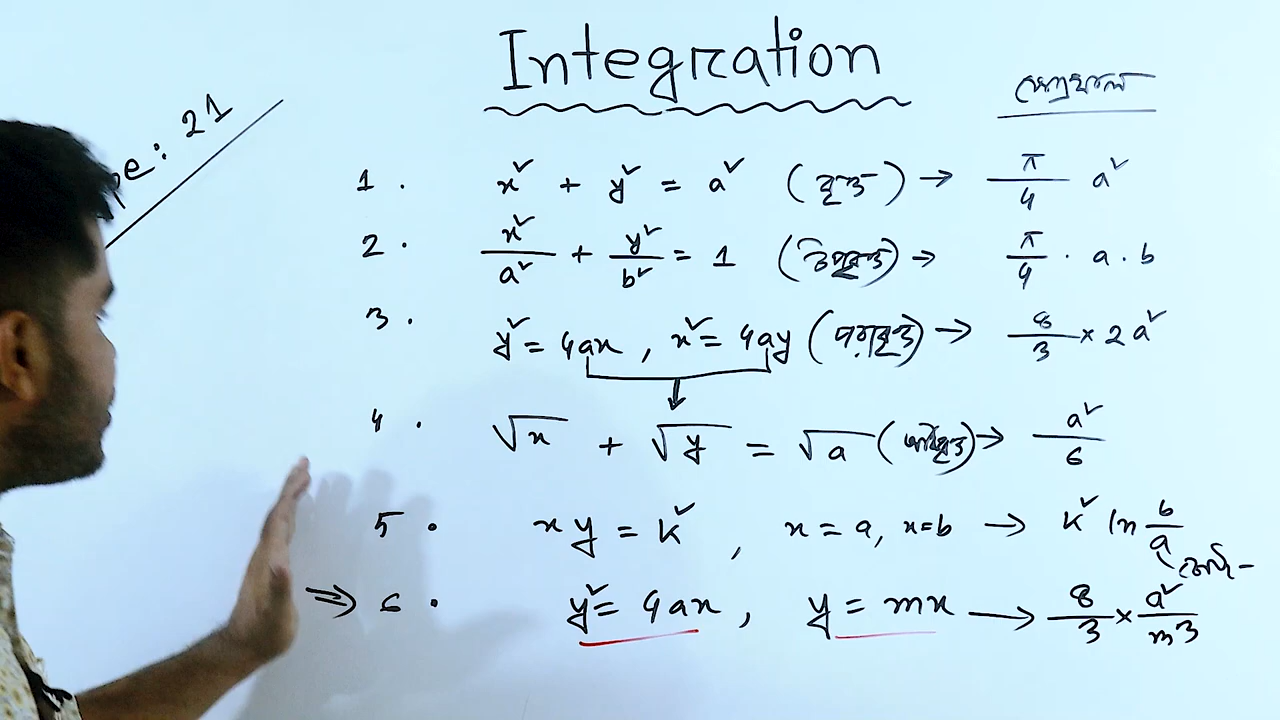 Integration
ক্ষেত্রফল
pe: 21
1. x² + y² = a² (বৃত্ত) → π/4 a²
2. x²/a² + y²/b² = 1 (উপবৃত্ত) → π/4 . a . b
3. y² = 4ax, x² = 4ay (পরাবৃত্ত) → 8/3 × 2a²
4. √x + √y = √a → a²/6
5. xy = K², x = a, x=b → K² ln b/a
⇒ 6. y² = 4ax, y = mx → 8/3 × a²/m³